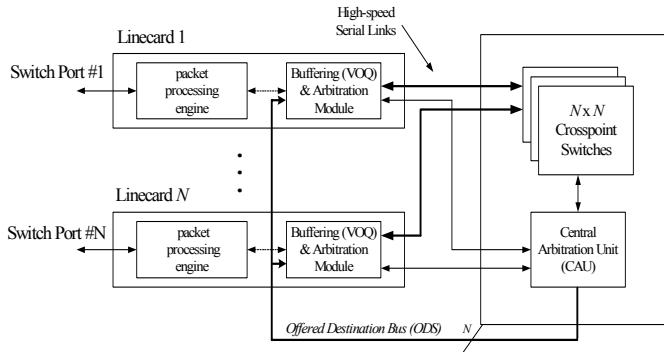 High-speed
Serial Links
Linecard 1
Switch Port #1
packet
processing
engine
Buffering (VOQ)
& Arbitration
Module
N x N
Crosspoint
Switches
Linecard N
Switch Port #N
packet
processing
engine
Buffering (VOQ)
& Arbitration
Module
Central
Arbitration Unit
(CAU)
Offered Destination Bus (ODS)
N